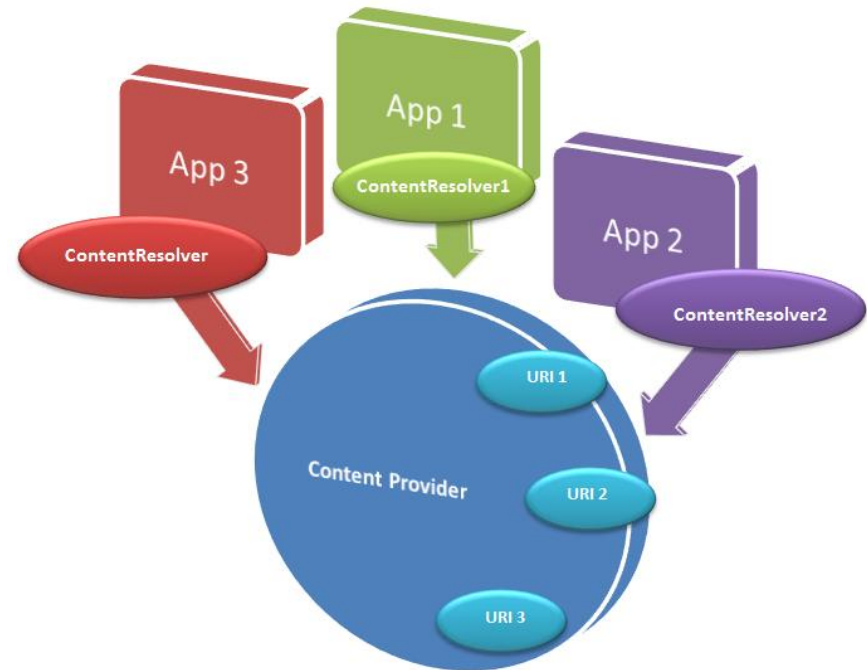 App 1
App 3
ContentResolver1
App 2
ContentResolver
ContentResolver2
URI 1
Content Provider
URI 2
URI 3